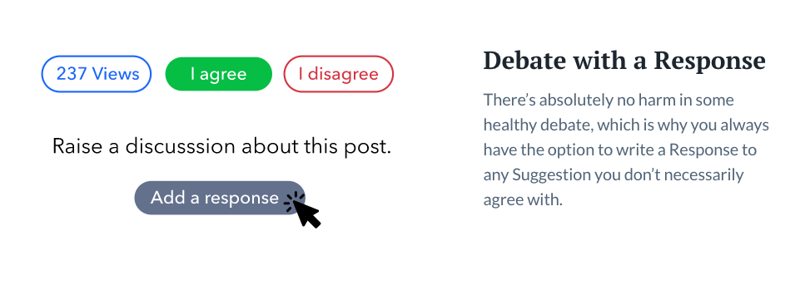 237 Views
I agree
I disagree
Raise a discusssion about this post.
Add a response
Debate with a Response
There's absolutely no harm in some
healthy debate, which is why you always
have the option to write a Response to
any Suggestion you don't necessarily
agree with.